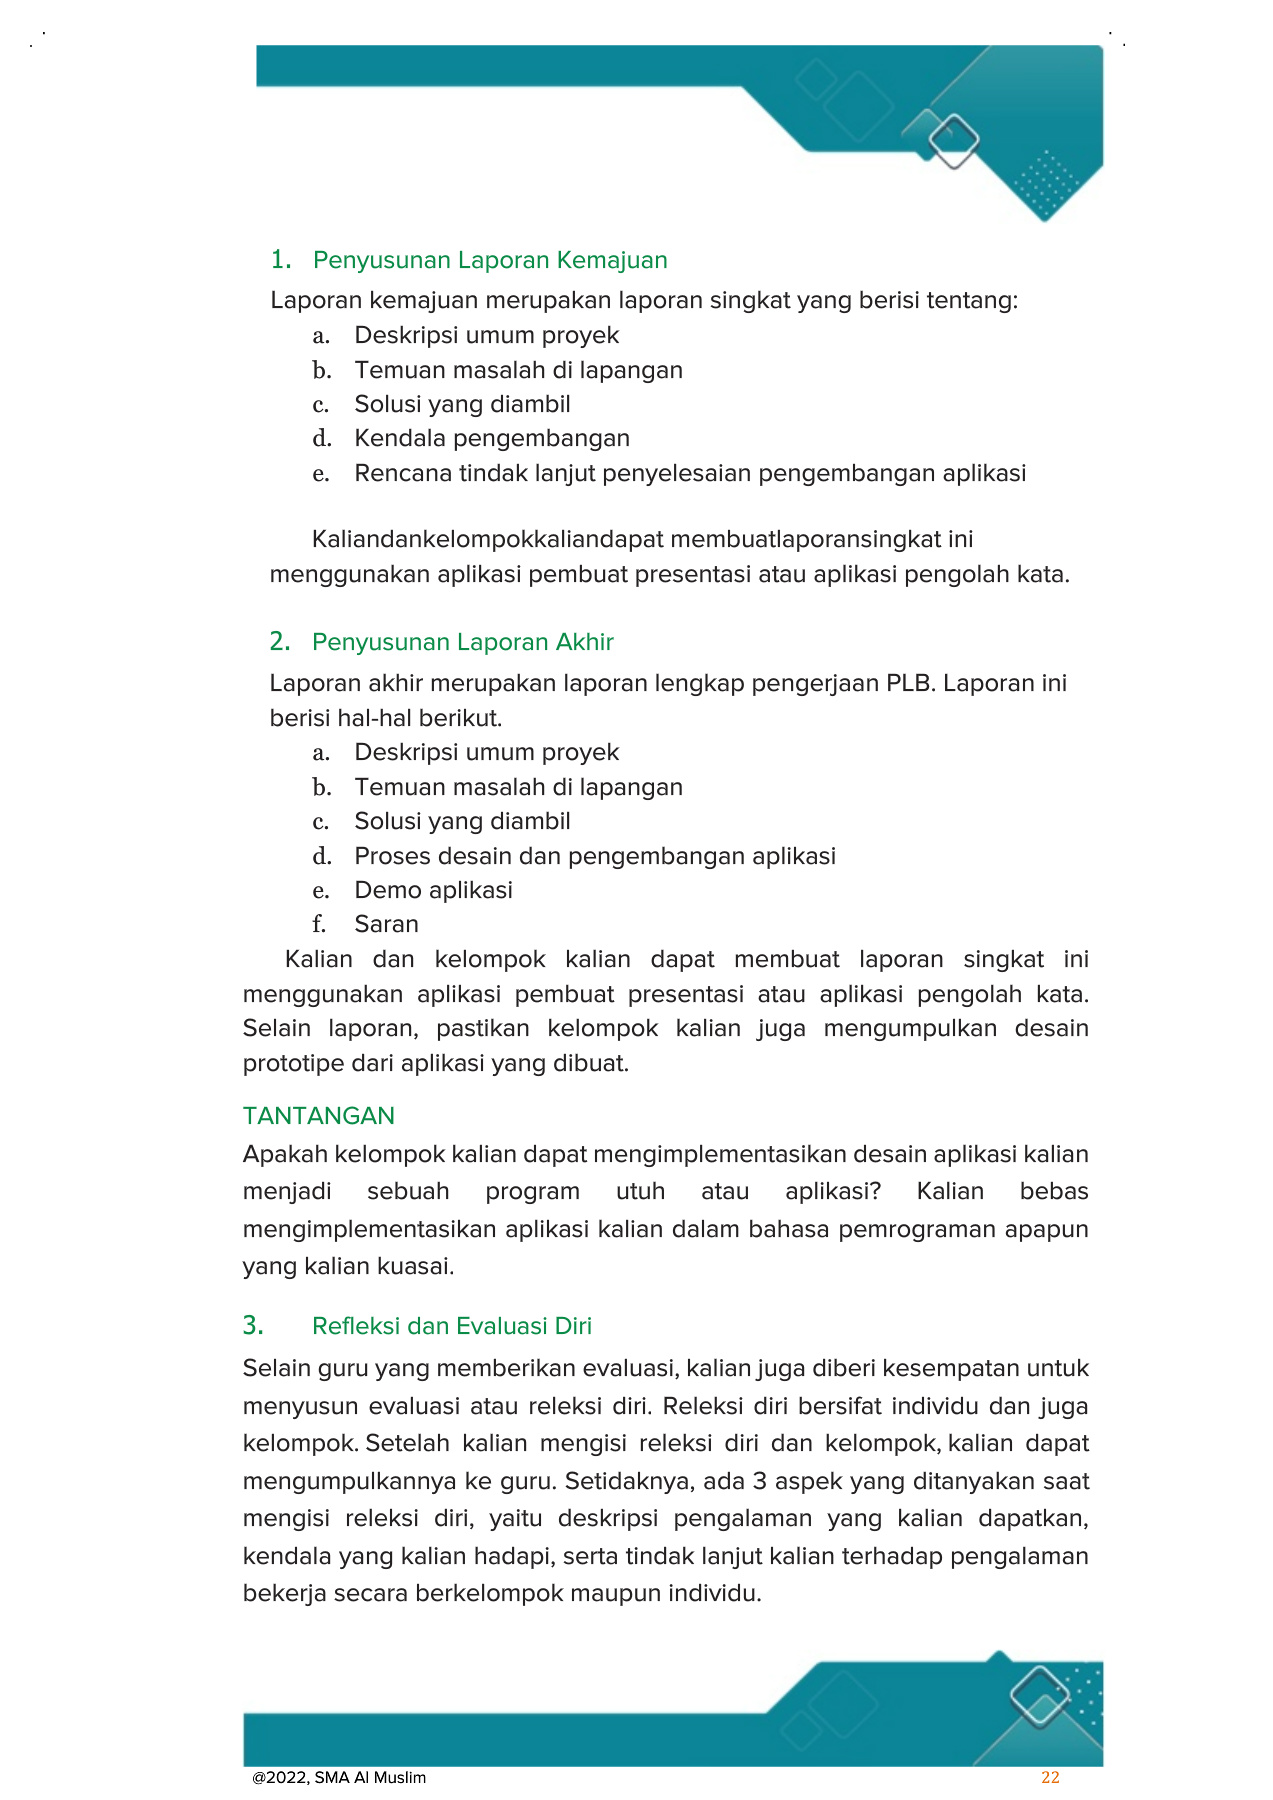 1. Penyusunan Laporan Kemajuan
Laporan kemajuan merupakan laporan singkat yang berisi tentang:
a. Deskripsi umum proyek
b. Temuan masalah di lapangan
c. Solusi yang diambil
d. Kendala pengembangan
e. Rencana tindak lanjut penyelesaian pengembangan aplikasi
Kaliandankelompokkaliandapat membuatlaporansingkat ini
menggunakan aplikasi pembuat presentasi atau aplikasi pengolah kata.
2. Penyusunan Laporan Akhir
Laporan akhir merupakan laporan lengkap pengerjaan PLB. Laporan ini
berisi hal-hal berikut.
a. Deskripsi umum proyek
b. Temuan masalah di lapangan
c. Solusi yang diambil
d. Proses desain dan pengembangan aplikasi
e. Demo aplikasi
f. Saran
Kalian dan kelompok kalian dapat membuat laporan singkat ini
menggunakan aplikasi pembuat presentasi atau aplikasi pengolah kata.
Selain laporan, pastikan kelompok kalian juga mengumpulkan desain
prototipe dari aplikasi yang dibuat.
TANTANGAN
Apakah kelompok kalian dapat mengimplementasikan desain aplikasi kalian
menjadi sebuah program utuh atau aplikasi? Kalian bebas
mengimplementasikan aplikasi kalian dalam bahasa pemrograman apapun
yang kalian kuasai.
3. Refleksi dan Evaluasi Diri
Selain guru yang memberikan evaluasi, kalian juga diberi kesempatan untuk
menyusun evaluasi atau releksi diri. Releksi diri bersifat individu dan juga
kelompok. Setelah kalian mengisi releksi diri dan kelompok, kalian dapat
mengumpulkannya ke guru. Setidaknya, ada 3 aspek yang ditanyakan saat
mengisi releksi diri, yaitu deskripsi pengalaman yang kalian dapatkan,
kendala yang kalian hadapi, serta tindak lanjut kalian terhadap pengalaman
bekerja secara berkelompok maupun individu.
@2022, SMA Al Muslim 22